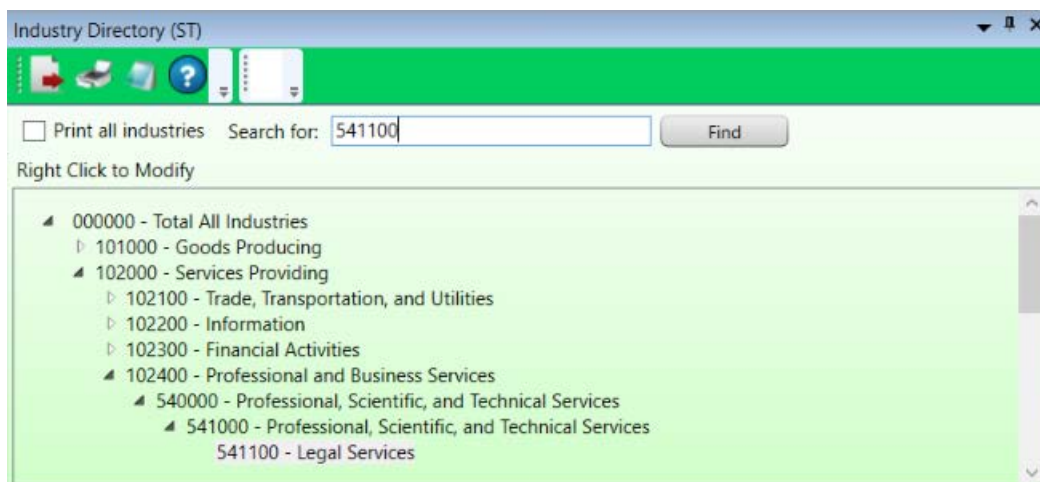 Industry Directory (ST)
Print all industries Search for: 541100 Find
Right Click to Modify
000000 - Total All Industries
101000 - Goods Producing
102000 - Services Providing
102100 - Trade, Transportation, and Utilities
102200 - Information
102300 - Financial Activities
102400 - Professional and Business Services
540000 - Professional, Scientific, and Technical Services
541000 - Professional, Scientific, and Technical Services
541100 - Legal Services